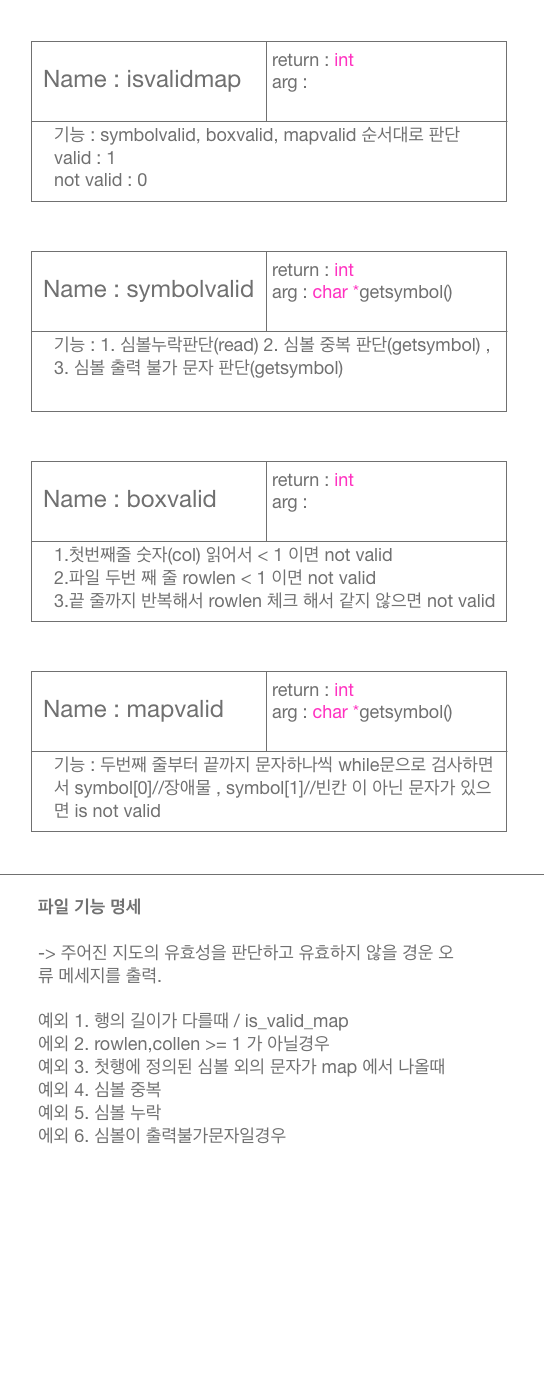 Name : isvalidmap
return : int
arg :
기능 : symbolvalid, boxvalid, mapvalid 순서대로 판단
valid : 1
not valid : 0
Name : symbolvalid
return : int
arg : char *getsymbol()
기능 : 1. 심볼누락판단(read) 2. 심볼 중복 판단(getsymbol) ,
3. 심볼 출력 불가 문자 판단(getsymbol)
Name : boxvalid
return : int
arg :
1.첫번째줄 숫자(col) 읽어서 < 1 이면 not valid
2.파일 두번 째 줄 rowlen < 1 이면 not valid
3.끝 줄까지 반복해서 rowlen 체크 해서 같지 않으면 not valid
Name : mapvalid
return : int
arg : char *getsymbol()
기능 : 두번째 줄부터 끝까지 문자하나씩 while문으로 검사하면
서 symbol[0]//장애물 , symbol[1]//빈칸 이 아닌 문자가 있으
면 is not valid
파일 기능 명세
-> 주어진 지도의 유효성을 판단하고 유효하지 않을 경운 오
류 메세지를 출력.
예외 1. 행의 길이가 다를때 / is_valid_map
에외 2. rowlen,collen >= 1 가 아닐경우
예외 3. 첫행에 정의된 심볼 외의 문자가 map 에서 나올때
예외 4. 심볼 중복
예외 5. 심볼 누락
에외 6. 심볼이 출력불가문자일경우